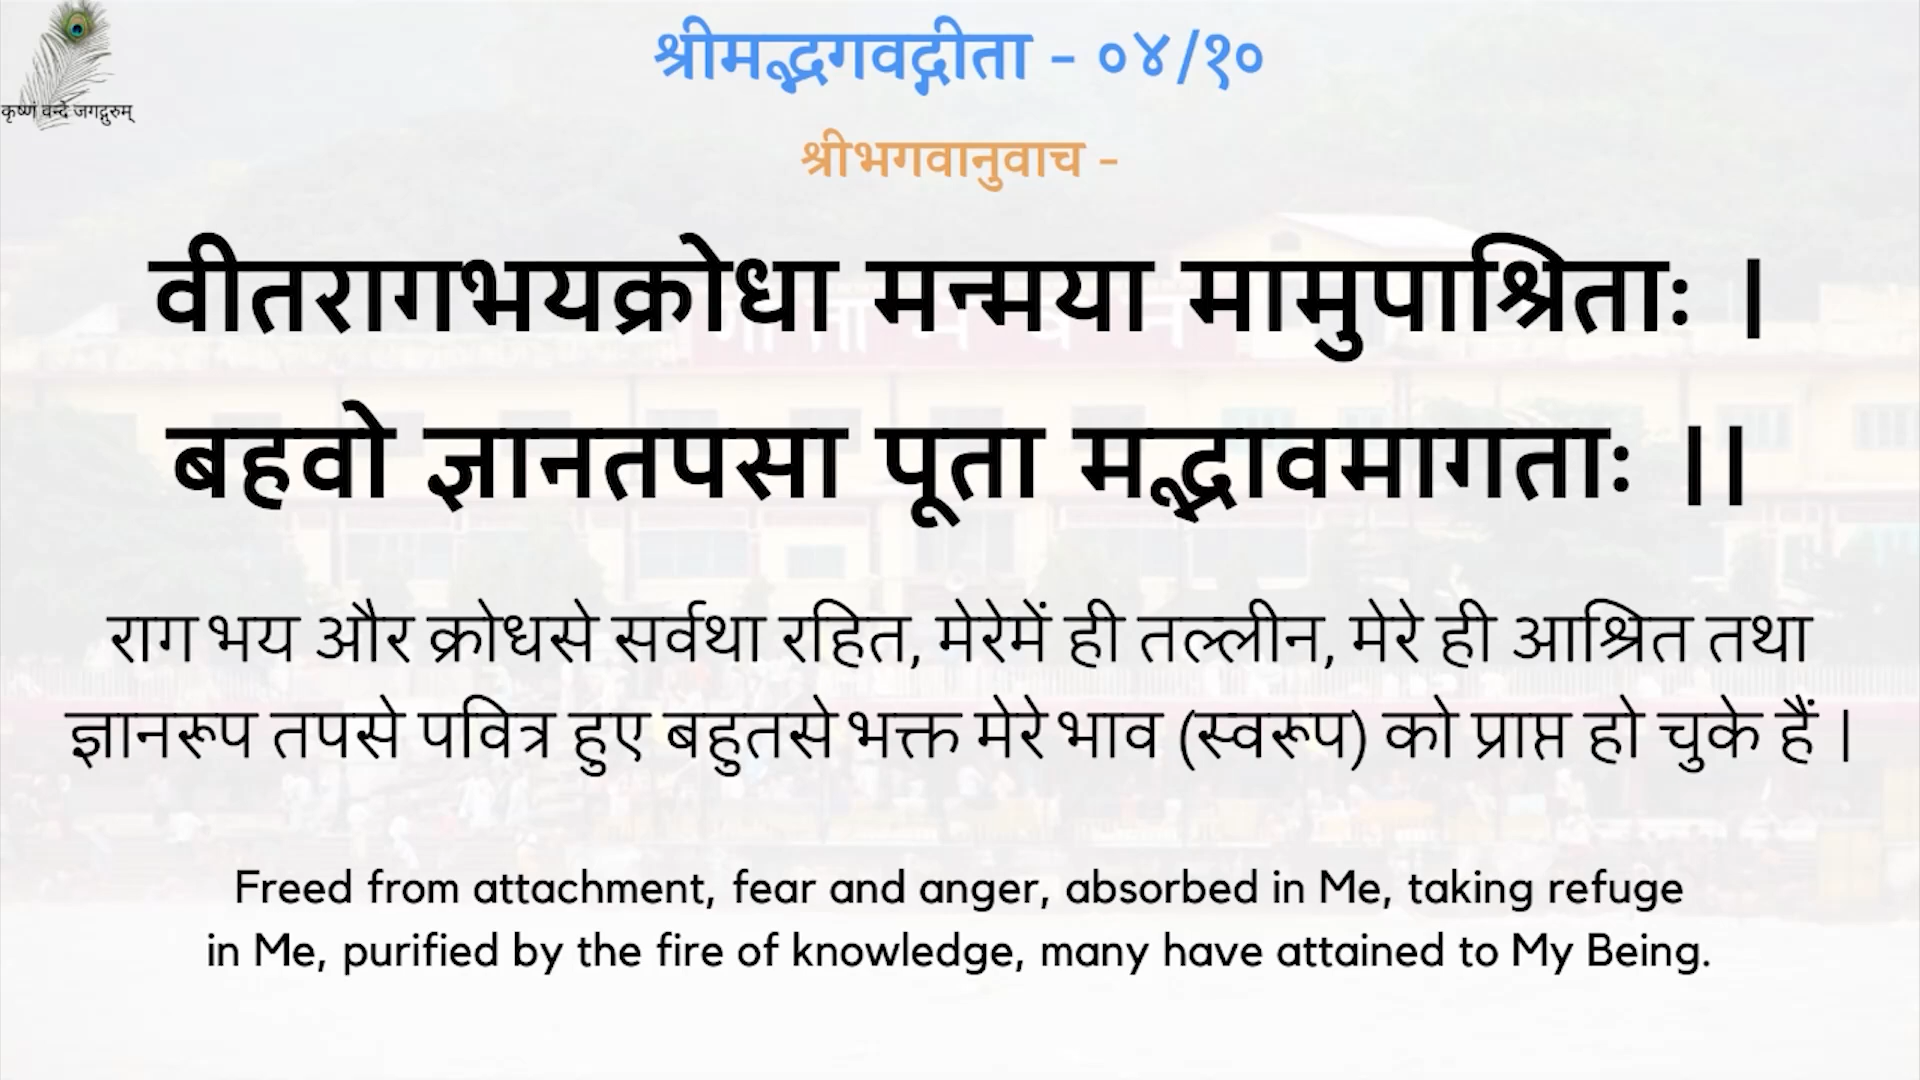 श्रीमद्भगवद्गीता - ०४/१०
कृष्णं वन्दे जगद्गुरुम्
श्रीभगवानुवाच -
वीतरागभयक्रोधा मन्मया मामुपाश्रिताः |
बहवो ज्ञानतपसा पूता मद्भावमागताः ||
राग भय और क्रोधसे सर्वथा रहित, मेरेमें ही तल्लीन, मेरे ही आश्रित तथा
ज्ञानरूप तपसे पवित्र हुए बहुतसे भक्त मेरे भाव (स्वरूप) को प्राप्त हो चुके हैं |
Freed from attachment, fear and anger, absorbed in Me, taking refuge
in Me, purified by the fire of knowledge, many have attained to My Being.